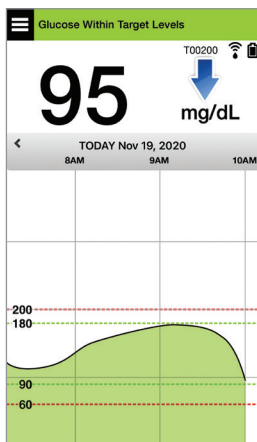 Glucose Within Target Levels
T00200
95
mg/dL
TODAY Nov 19, 2020
8AM 9AM 10AM
200
180
90
60